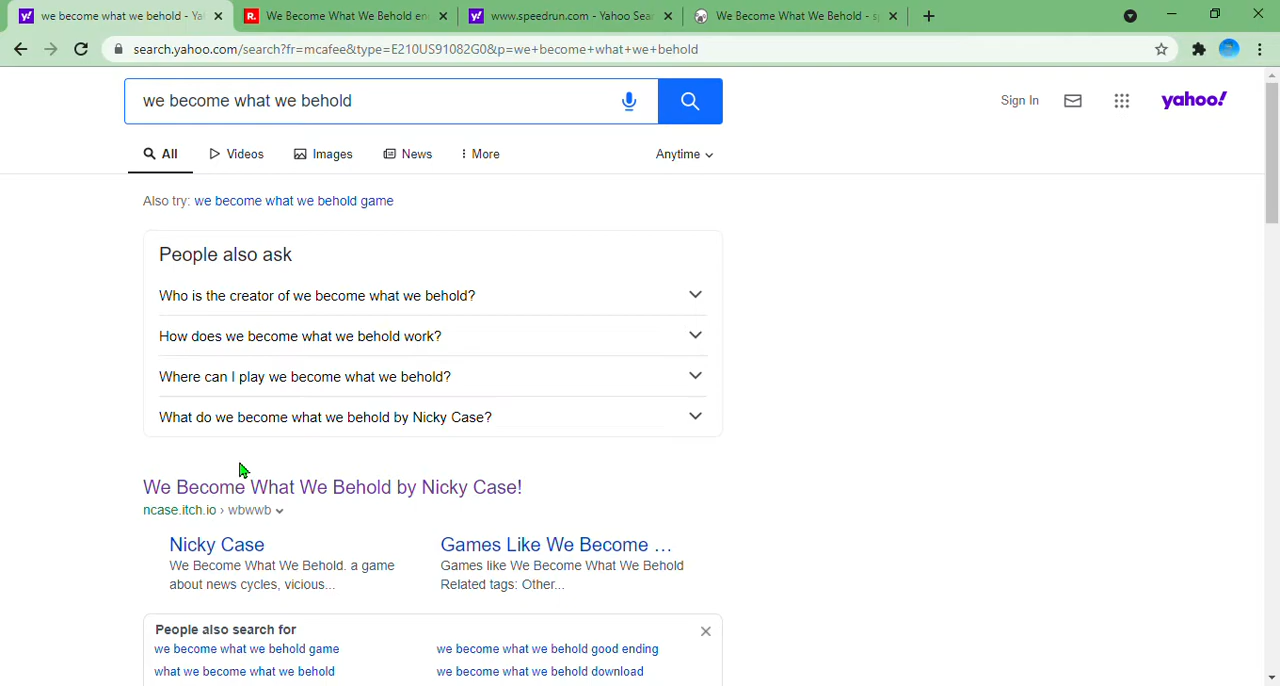 we become what we behold - Ya
We Become What We Behold en
www.speedrun.com - Yahoo Sea
We Become What We Behold - s
search.yahoo.com/search?fr=mcafee&type=E210US91082G0&p=we+become+what+we+behold
we become what we behold
Sign In
yahoo!
All
Videos
Images
News
More
Anytime
Also try: we become what we behold game
People also ask
Who is the creator of we become what we behold?
How does we become what we behold work?
Where can I play we become what we behold?
What do we become what we behold by Nicky Case?
We Become What We Behold by Nicky Case!
ncase.itch.io › wbwwb
Nicky Case
We Become What We Behold. a game
about news cycles, vicious...
Games Like We Become ...
Games like We Become What We Behold
Related tags: Other...
People also search for
we become what we behold game
we become what we behold good ending
what we become what we behold
we become what we behold download